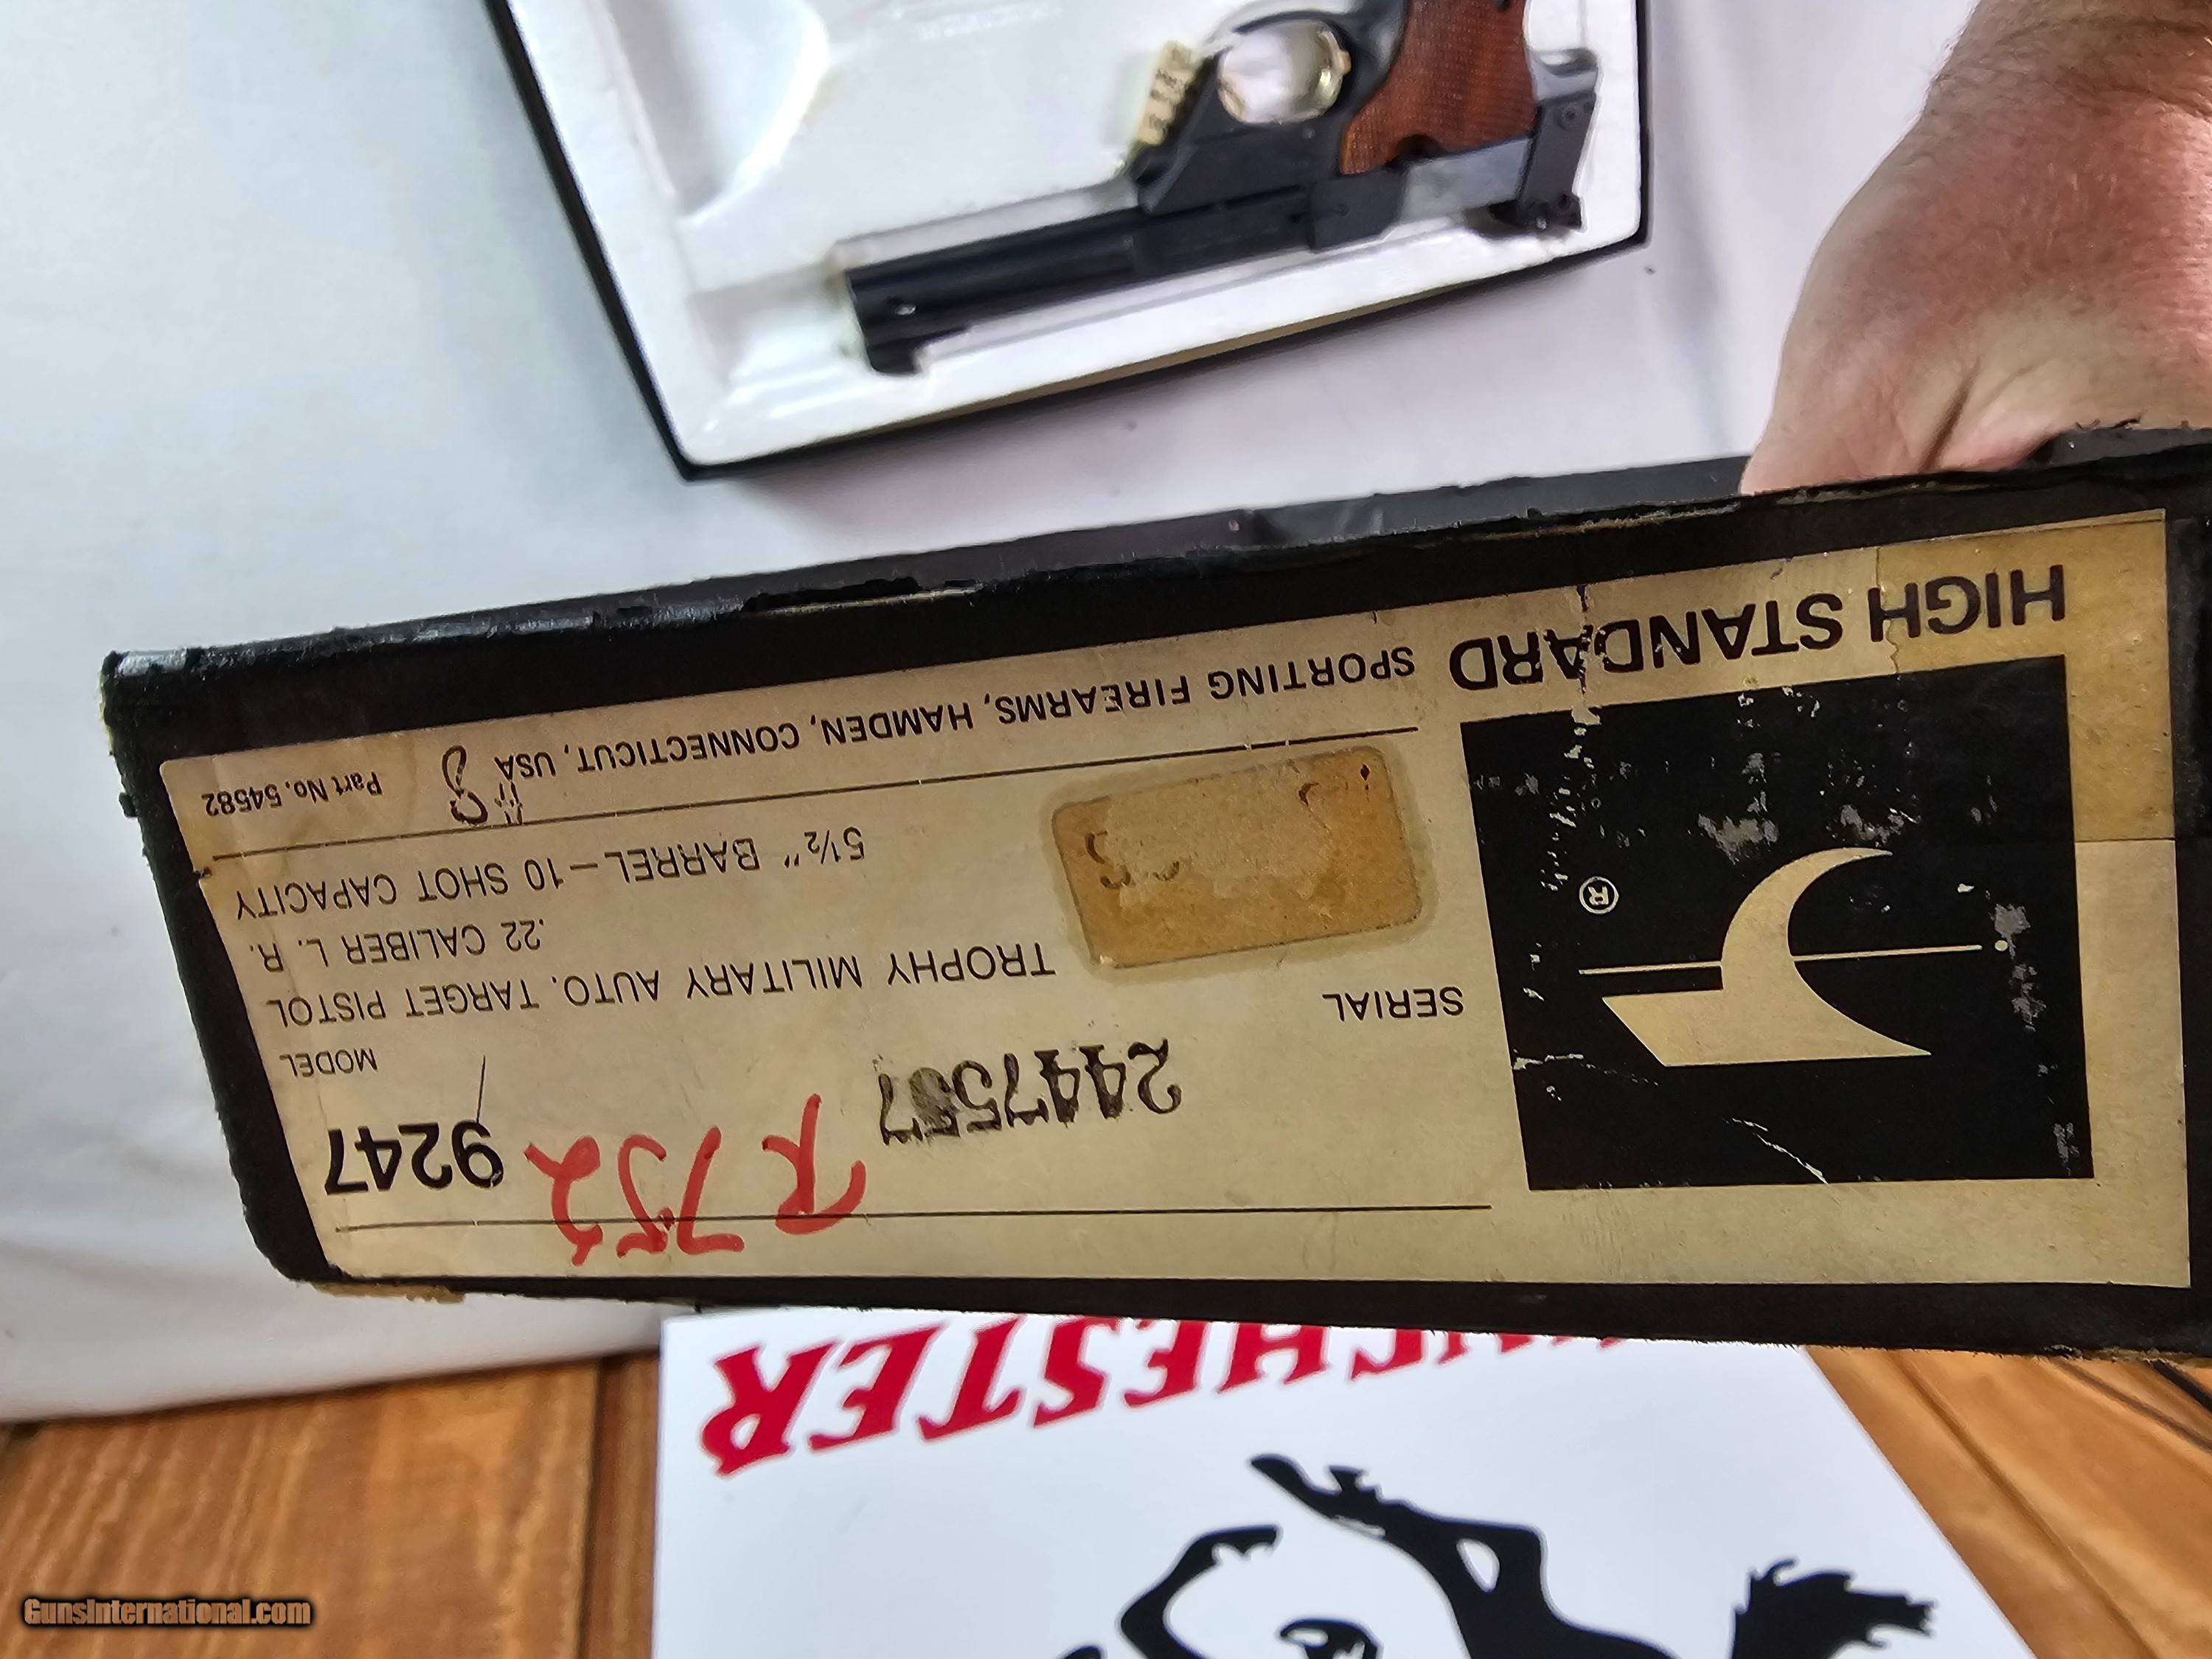 HIGH STANDARD
SPORTING FIREARMS, HAMDEN, CONNECTICUT, USA
Part No. 54582
5½" BARREL—10 SHOT CAPACITY
.22 CALIBER L. R.
TROPHY MILITARY AUTO. TARGET PISTOL
SERIAL
MODEL
9247
R752
®
WINCHESTER
GunsInternational.com